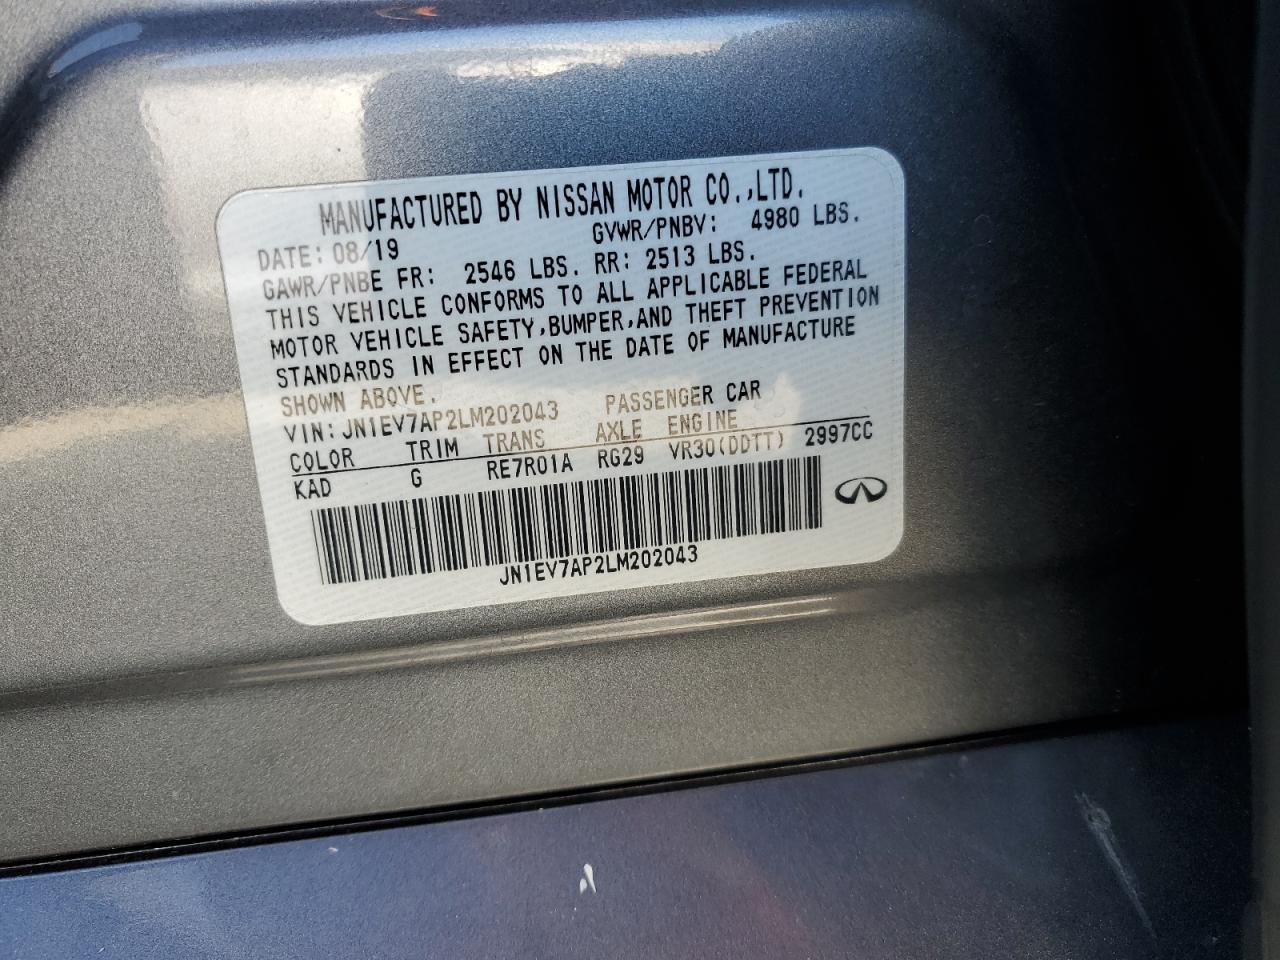 MANUFACTURED BY NISSAN MOTOR CO.,LTD.
DATE: 08/19 GVWR/PNBV: 4980 LBS.
GAWR/PNBE FR: 2546 LBS. RR: 2513 LBS.
THIS VEHICLE CONFORMS TO ALL APPLICABLE FEDERAL
MOTOR VEHICLE SAFETY,BUMPER,AND THEFT PREVENTION
STANDARDS IN EFFECT ON THE DATE OF MANUFACTURE
SHOWN ABOVE.
VIN: JN1EV7AP2LM202043 PASSENGER CAR
COLOR TRIM TRANS AXLE ENGINE
KAD G RE7R01A RG29 VR30(DDTT) 2997CC
JN1EV7AP2LM202043